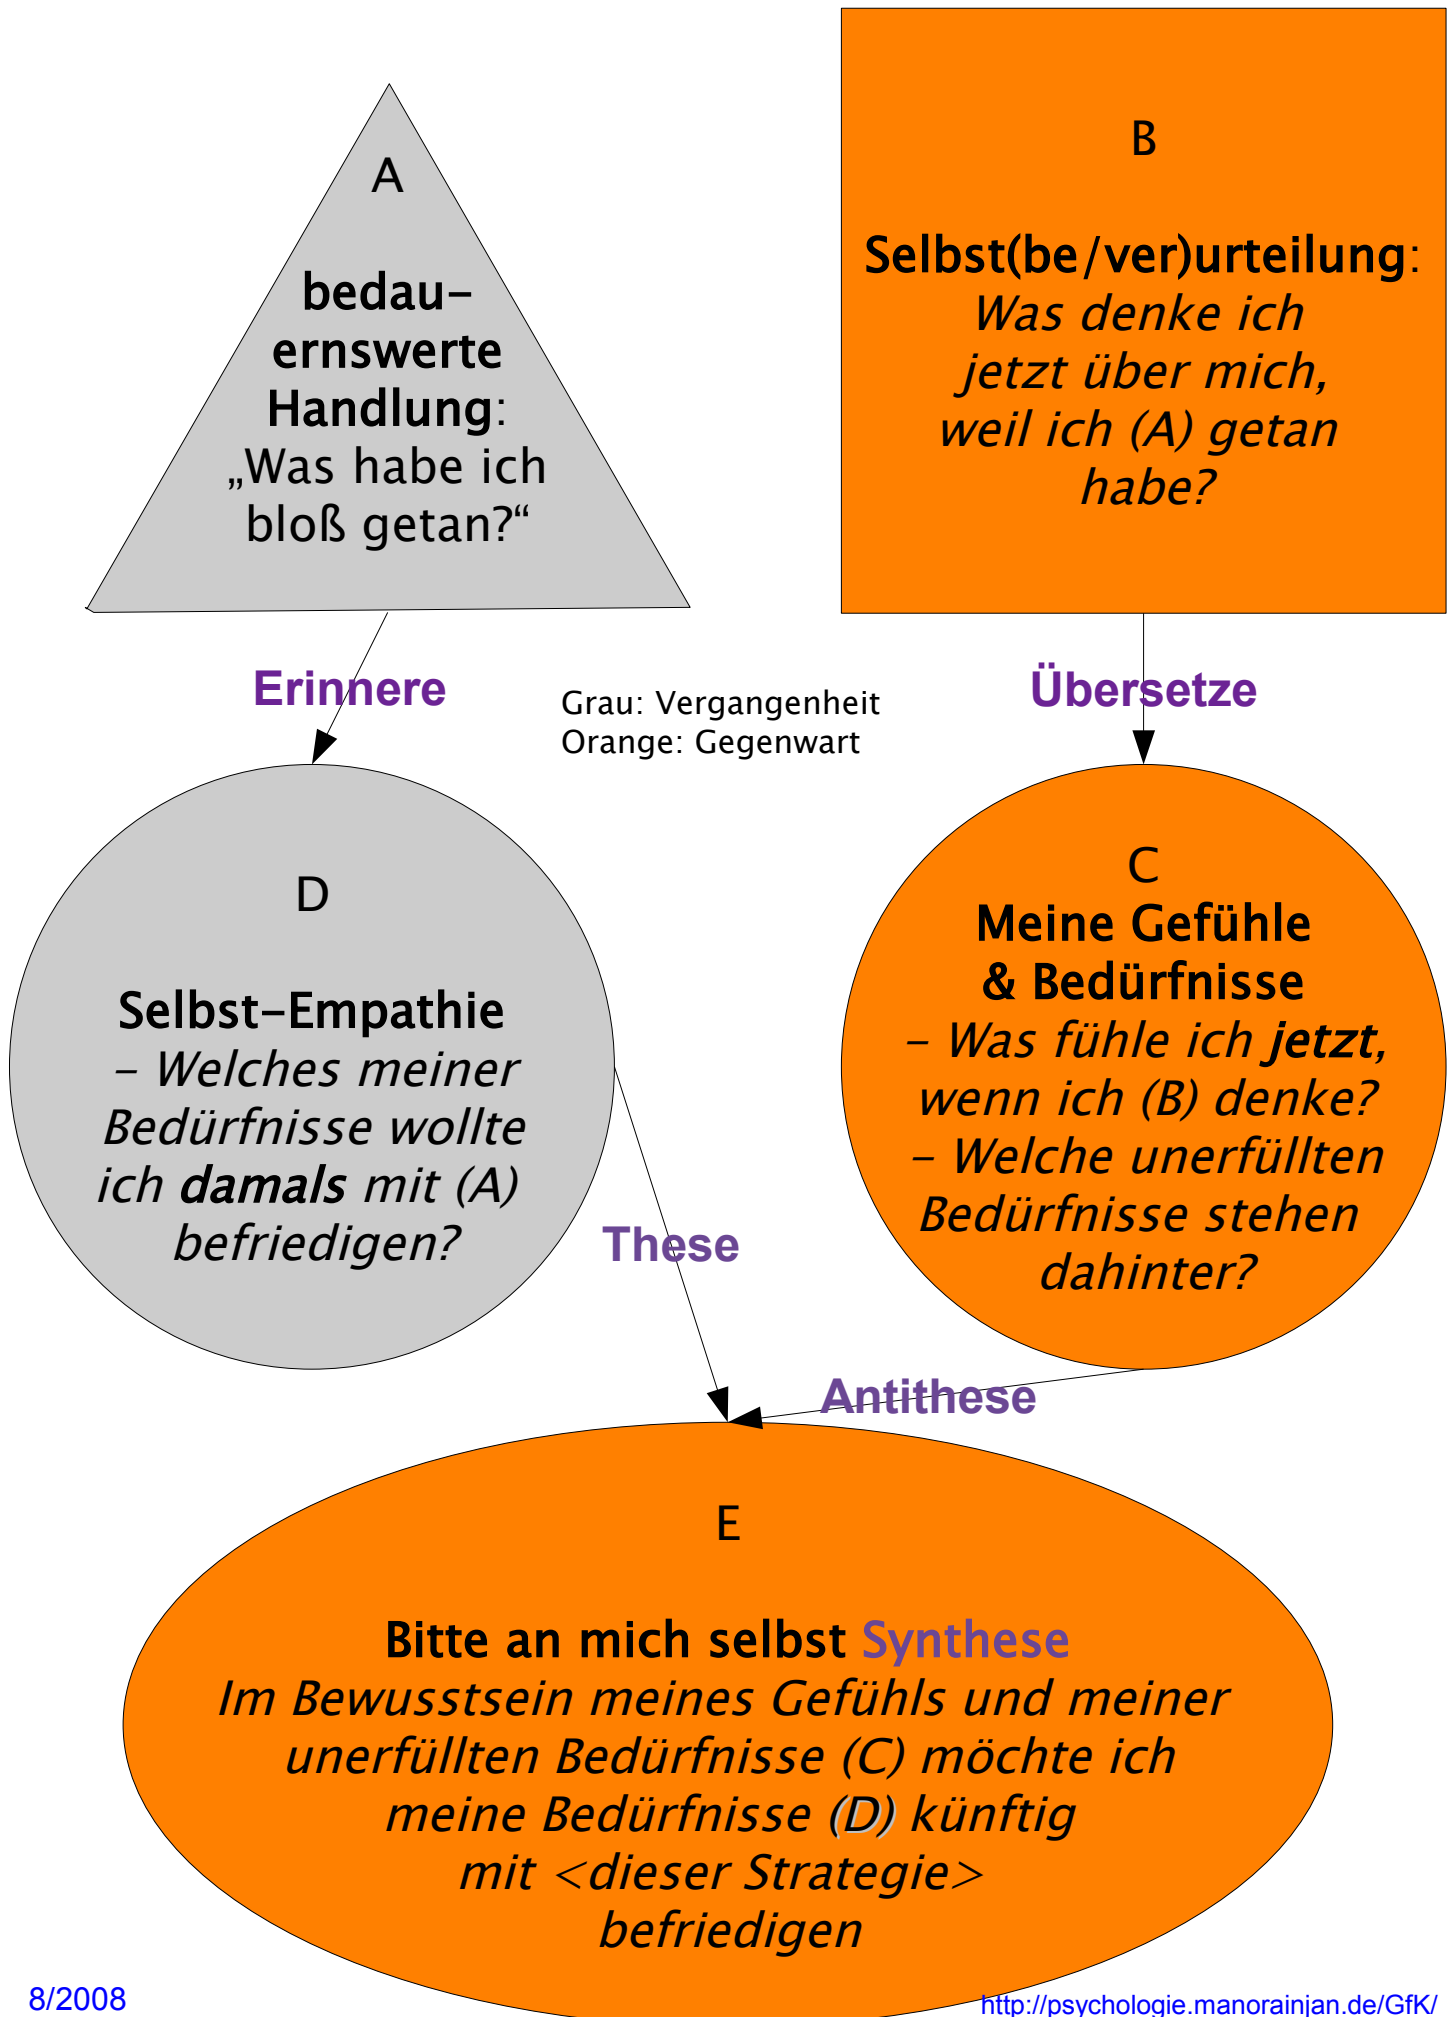 A
bedau-
ernswerte
Handlung:
„Was habe ich
bloß getan?“
B
Selbst(be/ver)urteilung:
Was denke ich
jetzt über mich,
weil ich (A) getan
habe?
Erinnere
Grau: Vergangenheit
Orange: Gegenwart
Übersetze
D
Selbst-Empathie
- Welches meiner
Bedürfnisse wollte
ich damals mit (A)
befriedigen?
C
Meine Gefühle
& Bedürfnisse
- Was fühle ich jetzt,
wenn ich (B) denke?
- Welche unerfüllten
Bedürfnisse stehen
dahinter?
These
Antithese
E
Bitte an mich selbst Synthese
Im Bewusstsein meines Gefühls und meiner
unerfüllten Bedürfnisse (C) möchte ich
meine Bedürfnisse (D) künftig
mit <dieser Strategie>
befriedigen
8/2008
http://psychologie.manorainjan.de/GfK/